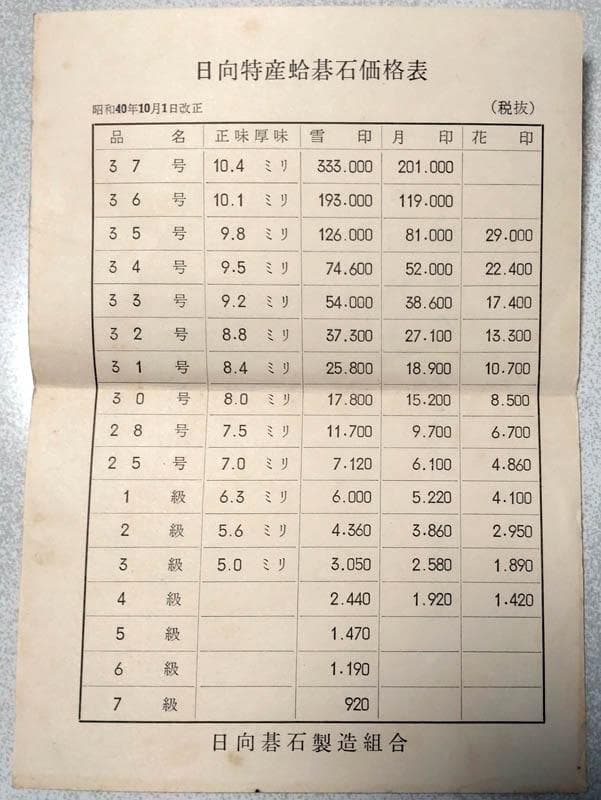 日向特産蛤碁石価格表
昭和40年10月1日改正 (税抜)
品 名 正味厚味 雪 印 月 印 花 印
37 号 10.4 ミリ 333.000 201.000
36 号 10.1 ミリ 193.000 119.000
35 号 9.8 ミリ 126.000 81.000 29.000
34 号 9.5 ミリ 74.600 52.000 22.400
33 号 9.2 ミリ 54.000 38.600 17.400
32 号 8.8 ミリ 37.300 27.100 13.300
31 号 8.4 ミリ 25.800 18.900 10.700
30 号 8.0 ミリ 17.800 15.200 8.500
28 号 7.5 ミリ 11.700 9.700 6.700
25 号 7.0 ミリ 7.120 6.100 4.860
1 級 6.3 ミリ 6.000 5.220 4.100
2 級 5.6 ミリ 4.360 3.860 2.950
3 級 5.0 ミリ 3.050 2.580 1.890
4 級 2.440 1.920 1.420
5 級 1.470
6 級 1.190
7 級 920
日向碁石製造組合